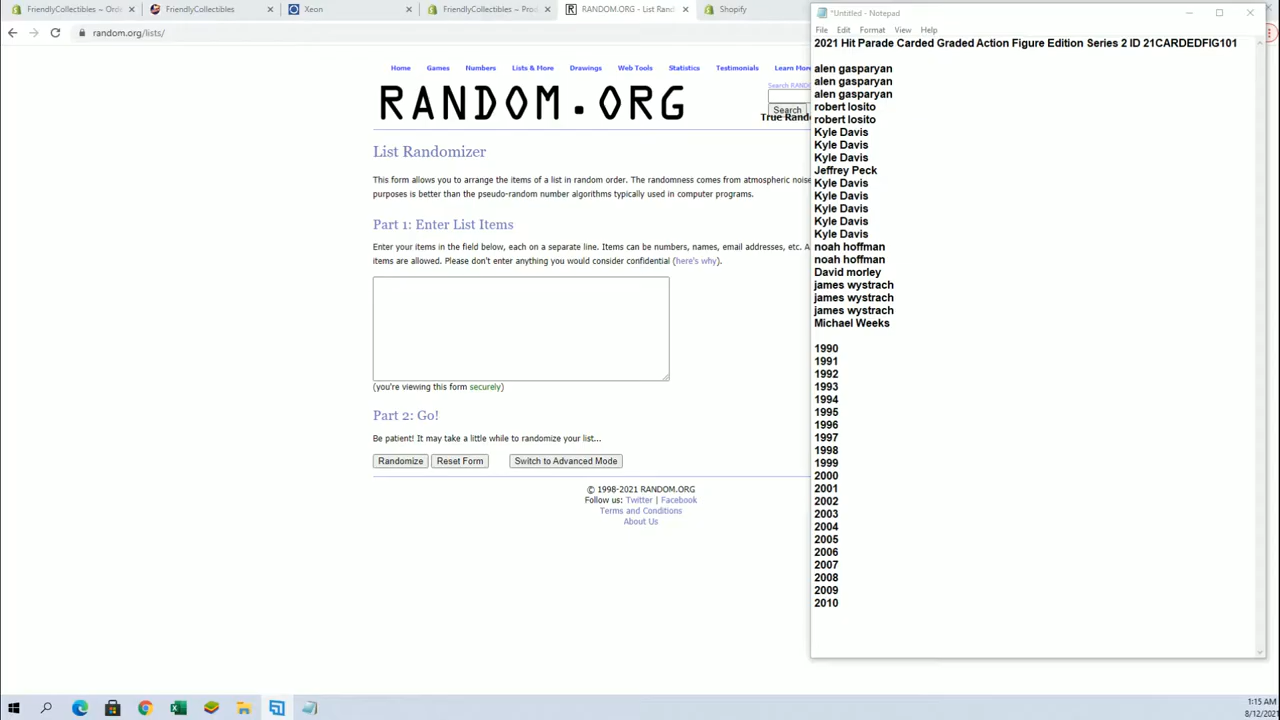 FriendlyCollectibles ~ Or
FriendlyCollectibles
Xeon
FriendlyCollectibles ~ Pro
RANDOM.ORG - List Rand
Shopify
random.org/lists/
Home Games Numbers Lists & More Drawings Web Tools Statistics Testimonials Learn More
Search RAND
RANDOM.ORG
Search
True Rand
List Randomizer
This form allows you to arrange the items of a list in random order. The randomness comes from atmospheric noise
purposes is better than the pseudo-random number algorithms typically used in computer programs.
Part 1: Enter List Items
Enter your items in the field below, each on a separate line. Items can be numbers, names, email addresses, etc. A
items are allowed. Please don't enter anything you would consider confidential (here's why).
(you're viewing this form securely)
Part 2: Go!
Be patient! It may take a little while to randomize your list...
Randomize Reset Form Switch to Advanced Mode
© 1998-2021 RANDOM.ORG
Follow us: Twitter | Facebook
Terms and Conditions
About Us
*Untitled - Notepad
File Edit Format View Help
2021 Hit Parade Carded Graded Action Figure Edition Series 2 ID 21CARDEDFIG101
alen gasparyan
alen gasparyan
alen gasparyan
robert losito
robert losito
Kyle Davis
Kyle Davis
Kyle Davis
Jeffrey Peck
Kyle Davis
Kyle Davis
Kyle Davis
Kyle Davis
Kyle Davis
noah hoffman
noah hoffman
David morley
james wystrach
james wystrach
james wystrach
Michael Weeks
1990
1991
1992
1993
1994
1995
1996
1997
1998
1999
2000
2001
2002
2003
2004
2005
2006
2007
2008
2009
2010
1:15 AM
8/12/2021